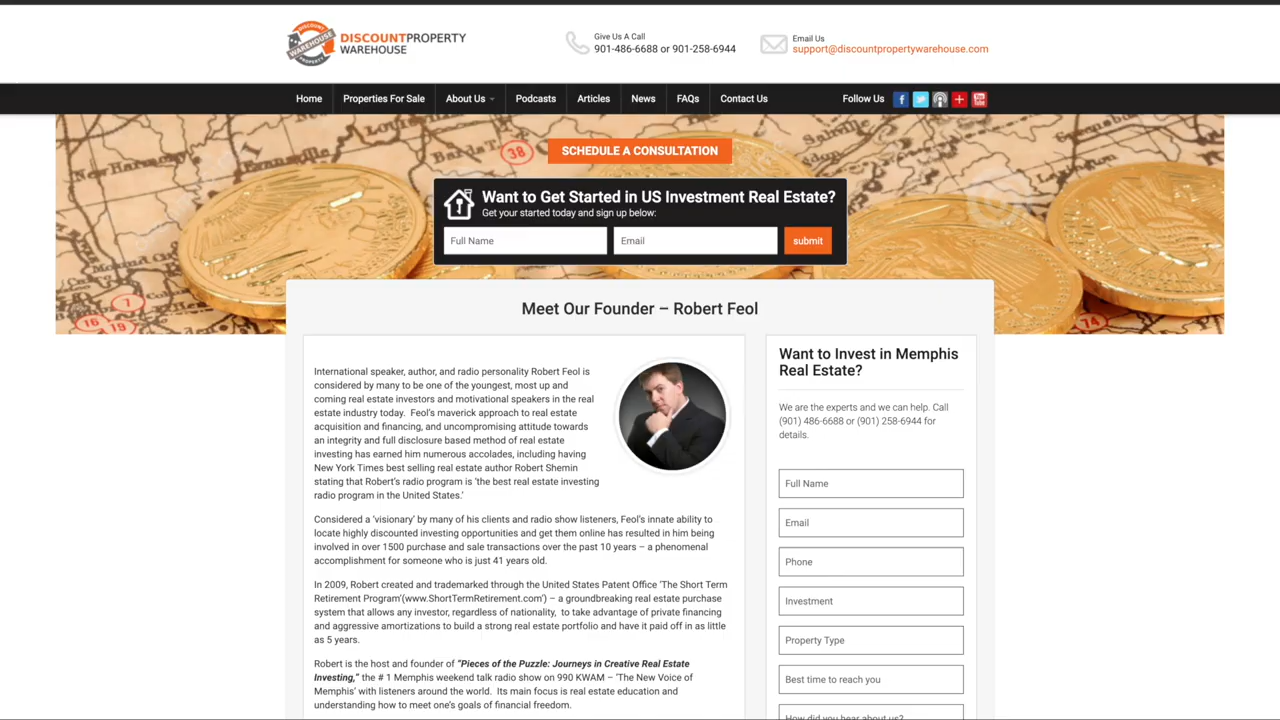 DISCOUNT
WAREHOUSE
PROPERTY
DISCOUNTPROPERTY
WAREHOUSE
Give Us A Call
901-486-6688 or 901-258-6944
Email Us
support@discountpropertywarehouse.com
Home Properties For Sale About Us Podcasts Articles News FAQs Contact Us Follow Us
38
SCHEDULE A CONSULTATION
Want to Get Started in US Investment Real Estate?
Get your started today and sign up below:
Full Name Email submit
1
16 19 14
Meet Our Founder – Robert Feol
International speaker, author, and radio personality Robert Feol is
considered by many to be one of the youngest, most up and
coming real estate investors and motivational speakers in the real
estate industry today. Feol's maverick approach to real estate
acquisition and financing, and uncompromising attitude towards
an integrity and full disclosure based method of real estate
investing has earned him numerous accolades, including having
New York Times best selling real estate author Robert Shemin
stating that Robert's radio program is 'the best real estate investing
radio program in the United States.'
Considered a 'visionary' by many of his clients and radio show listeners, Feol's innate ability to
locate highly discounted investing opportunities and get them online has resulted in him being
involved in over 1500 purchase and sale transactions over the past 10 years – a phenomenal
accomplishment for someone who is just 41 years old.
In 2009, Robert created and trademarked through the United States Patent Office 'The Short Term
Retirement Program'(www.ShortTermRetirement.com') – a groundbreaking real estate purchase
system that allows any investor, regardless of nationality, to take advantage of private financing
and aggressive amortizations to build a strong real estate portfolio and have it paid off in as little
as 5 years.
Robert is the host and founder of "Pieces of the Puzzle: Journeys in Creative Real Estate
Investing," the # 1 Memphis weekend talk radio show on 990 KWAM – 'The New Voice of
Memphis' with listeners around the world. Its main focus is real estate education and
understanding how to meet one's goals of financial freedom.
Want to Invest in Memphis
Real Estate?
We are the experts and we can help. Call
(901) 486-6688 or (901) 258-6944 for
details.
Full Name
Email
Phone
Investment
Property Type
Best time to reach you
How did you hear about us?